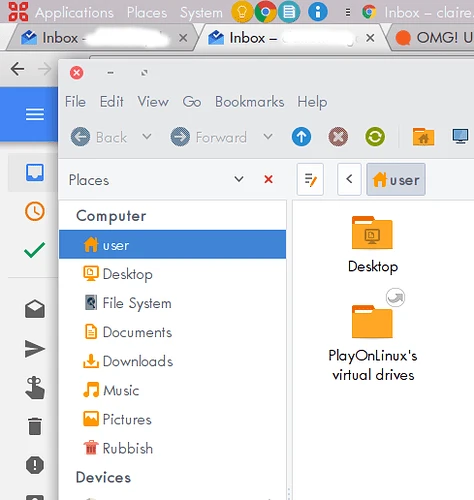 Applications Places System Inbox – claire
Inbox – Inbox – OMG! U
File Edit View Go Bookmarks Help
Back Forward
Places user
Computer
user
Desktop
File System
Documents
Downloads
Music
Pictures
Rubbish
Devices
Desktop
PlayOnLinux's
virtual drives